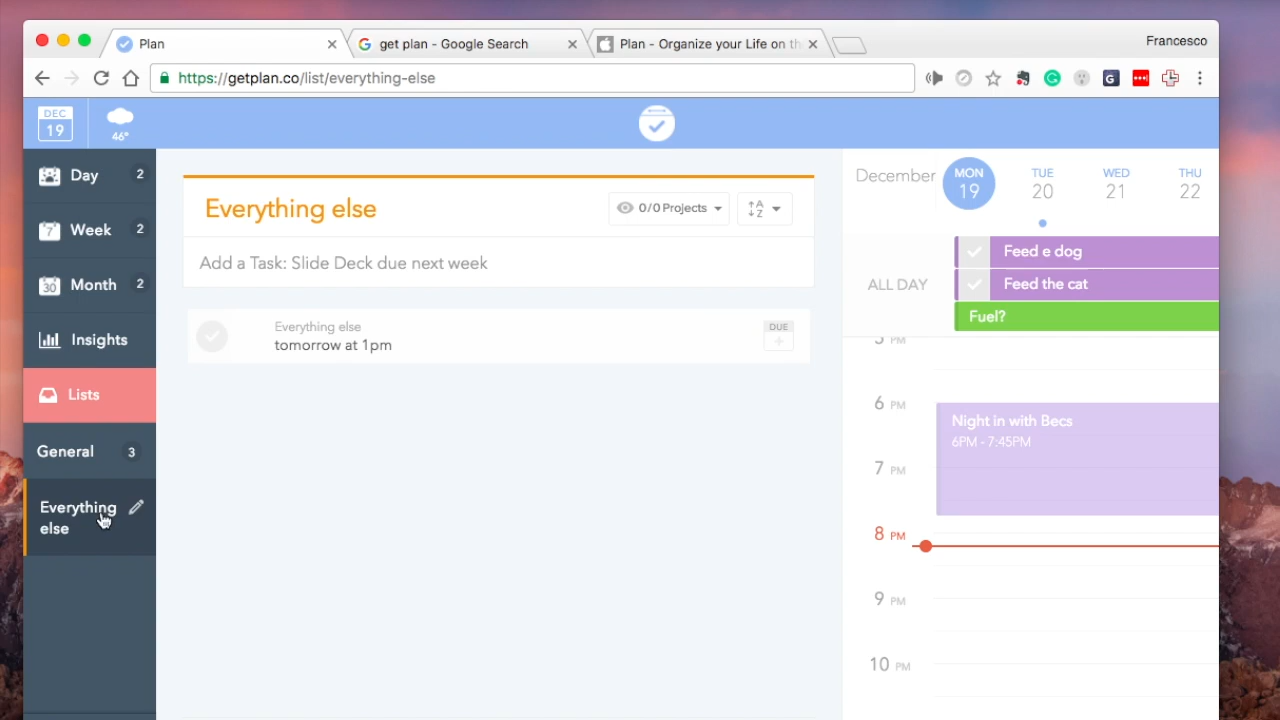 Plan
get plan - Google Search
Plan - Organize your Life on th
Francesco
https://getplan.co/list/everything-else
DEC
19
46°
Day 2
7 Week 2
30 Month 2
Insights
Lists
General 3
Everything
else
Everything else
0/0 Projects
A
Z
Add a Task: Slide Deck due next week
Everything else
tomorrow at 1pm
DUE
+
December
MON
19
TUE
20
WED
21
THU
22
ALL DAY
Feed e dog
Feed the cat
Fuel?
PM
6 PM
Night in with Becs
6PM - 7:45PM
7 PM
8 PM
9 PM
10 PM